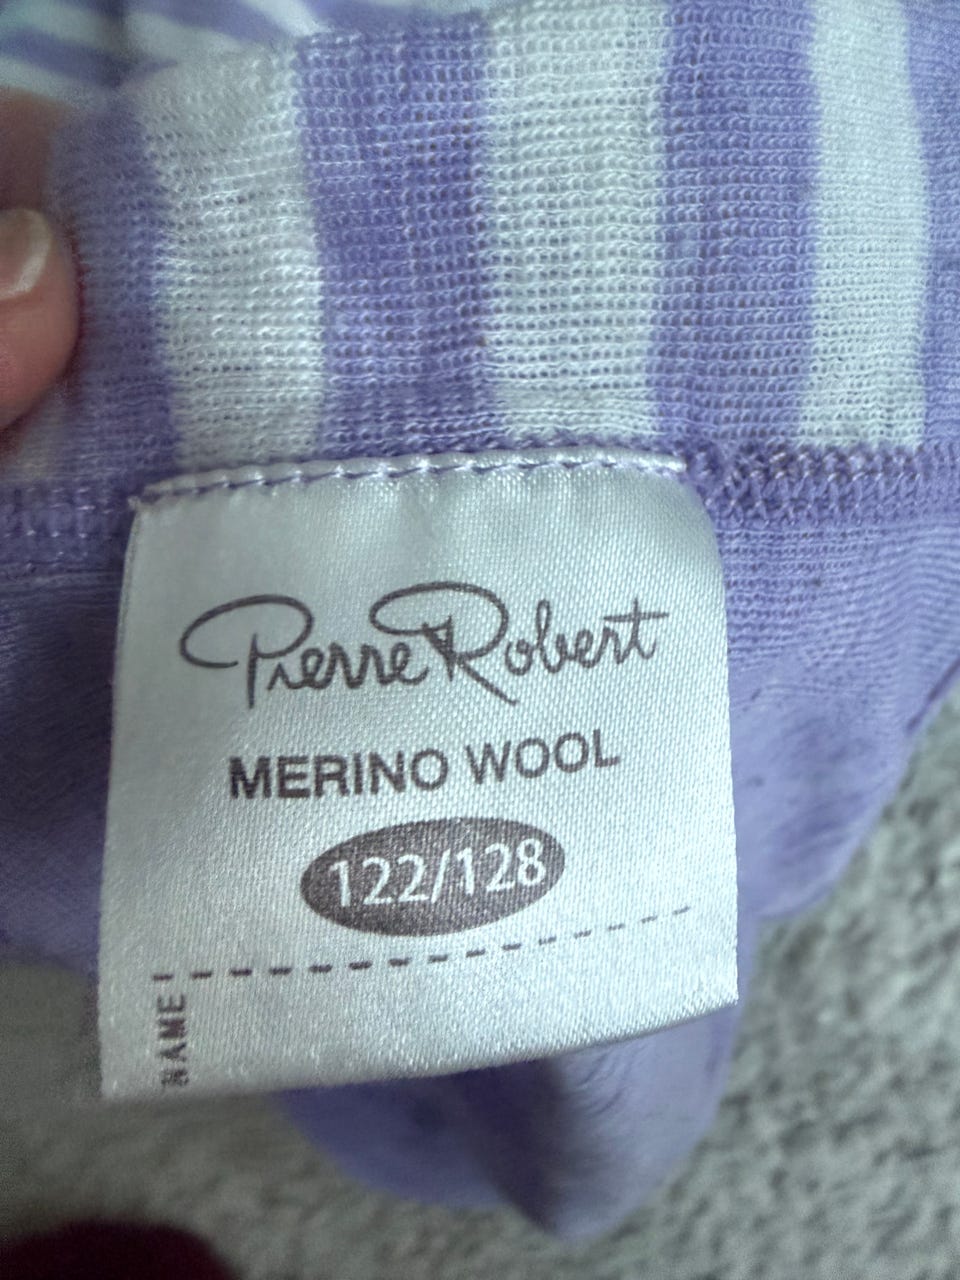 Pierre Robert
MERINO WOOL
122/128
NAME